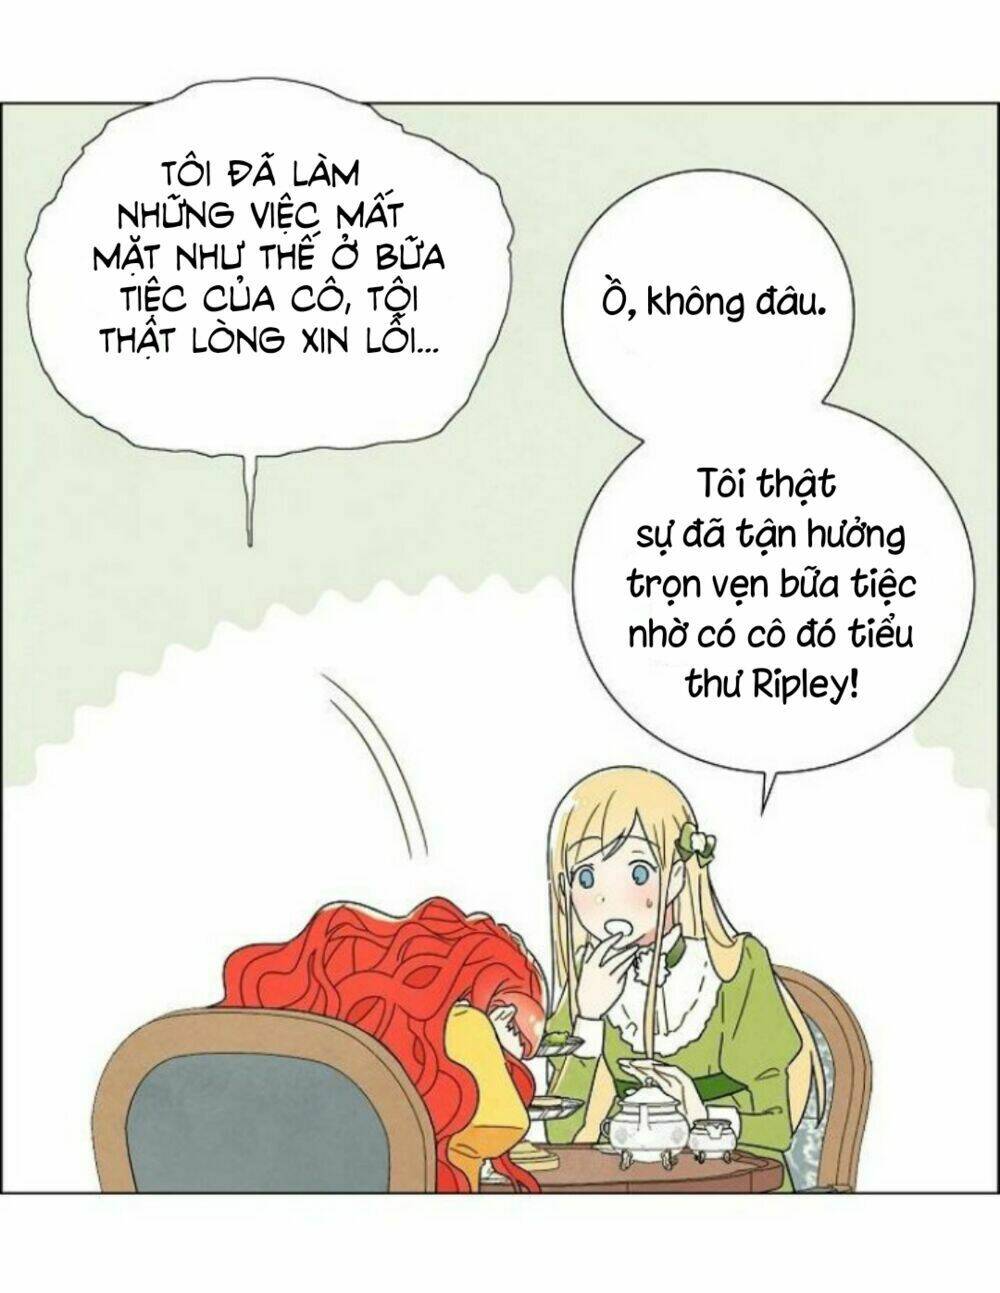 TÔI ĐÃ LÀM
NHỮNG VIỆC MẤT
MẶT NHƯ THẾ Ở BỮA
TIỆC CỦA CÔ, TÔI
THẬT LÒNG XIN LỖI...
Ồ, không đâu.
Tôi thật
sự đã tận hưởng
trọn vẹn bữa tiệc
nhờ có cô đó tiểu
thư Ripley!